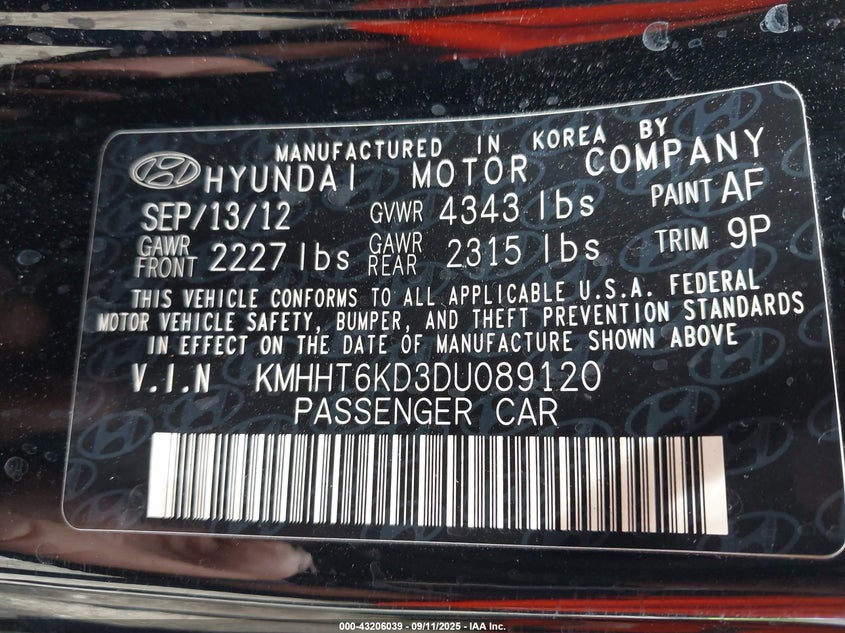 MANUFACTURED IN KOREA BY
HYUNDAI MOTOR COMPANY
SEP/13/12 GVWR 4343 lbs PAINT AF
GAWR FRONT 2227 lbs GAWR REAR 2315 lbs TRIM 9P
THIS VEHICLE CONFORMS TO ALL APPLICABLE U.S.A. FEDERAL
MOTOR VEHICLE SAFETY, BUMPER, AND THEFT PREVENTION STANDARDS
IN EFFECT ON THE DATE OF MANUFACTURE SHOWN ABOVE
V.I.N KMHHT6KD3DU089120
PASSENGER CAR
000-43206039 - 09/11/2025 - IAA Inc.